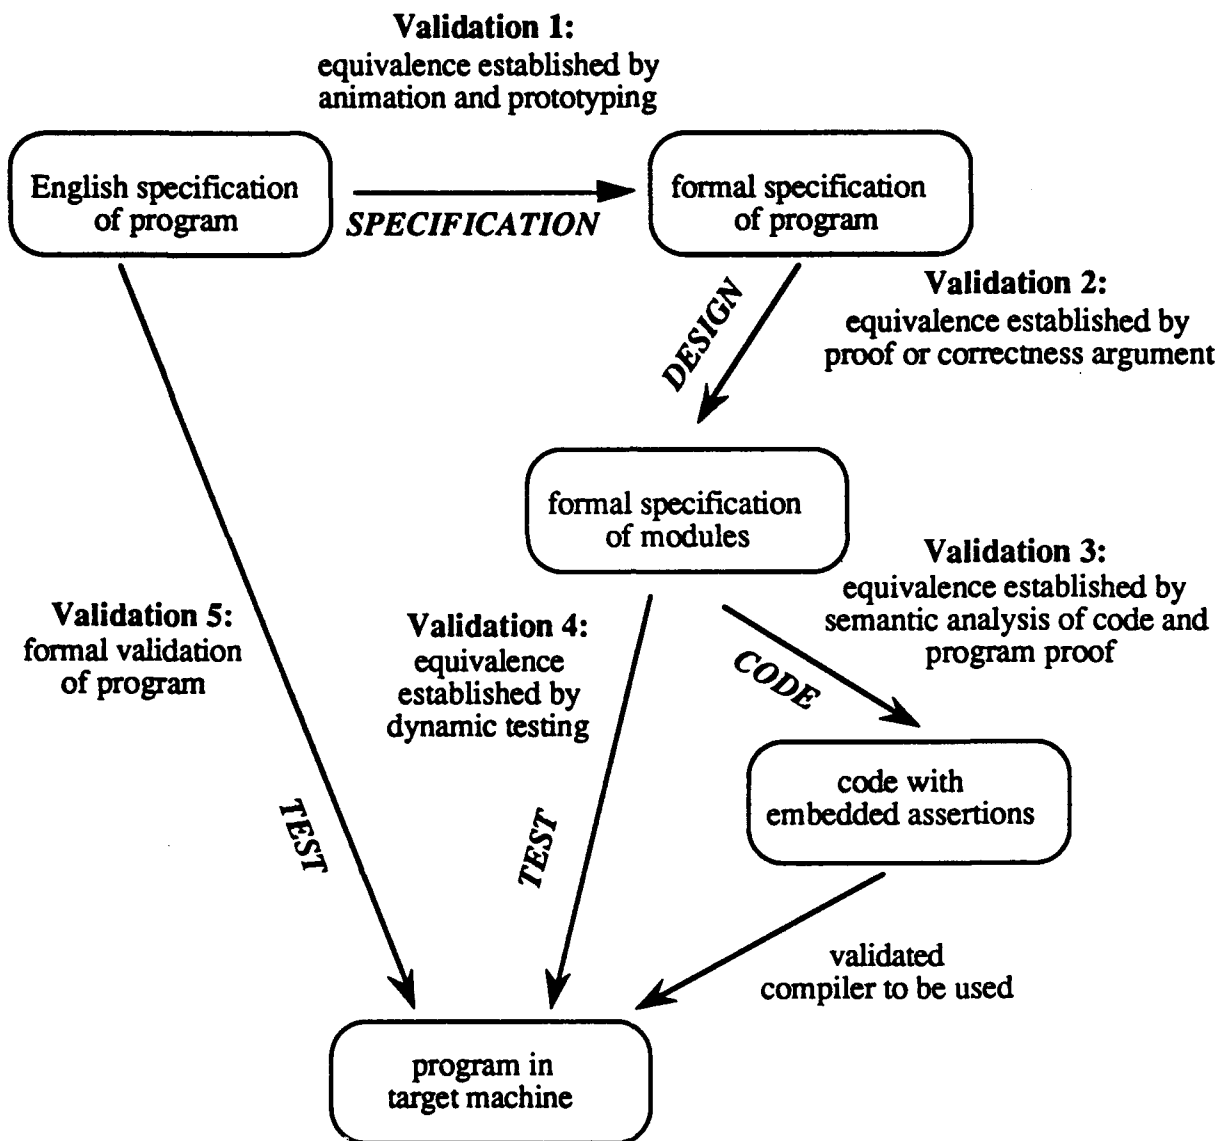 Validation 1:
equivalence established by
animation and prototyping
English specification
of program
SPECIFICATION
formal specification
of program
DESIGN
Validation 2:
equivalence established by
proof or correctness argument
formal specification
of modules
Validation 3:
equivalence established by
semantic analysis of code and
program proof
Validation 5:
formal validation
of program
Validation 4:
equivalence
established by
dynamic testing
CODE
code with
embedded assertions
TEST
TEST
validated
compiler to be used
program in
target machine